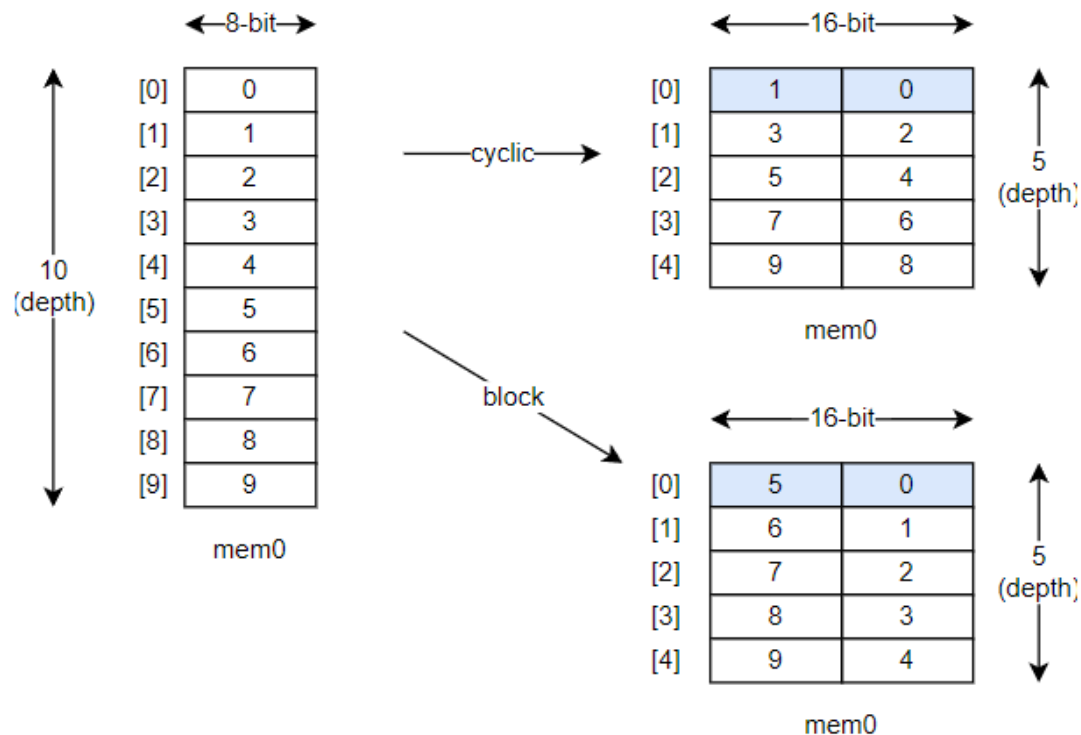 8-bit
[0] 0
[1] 1
[2] 2
[3] 3
[4] 4
[5] 5
[6] 6
[7] 7
[8] 8
[9] 9
10
(depth)
mem0
cyclic
block
16-bit
[0] 1 0
[1] 3 2
[2] 5 4
[3] 7 6
[4] 9 8
5
(depth)
mem0
16-bit
[0] 5 0
[1] 6 1
[2] 7 2
[3] 8 3
[4] 9 4
5
(depth)
mem0